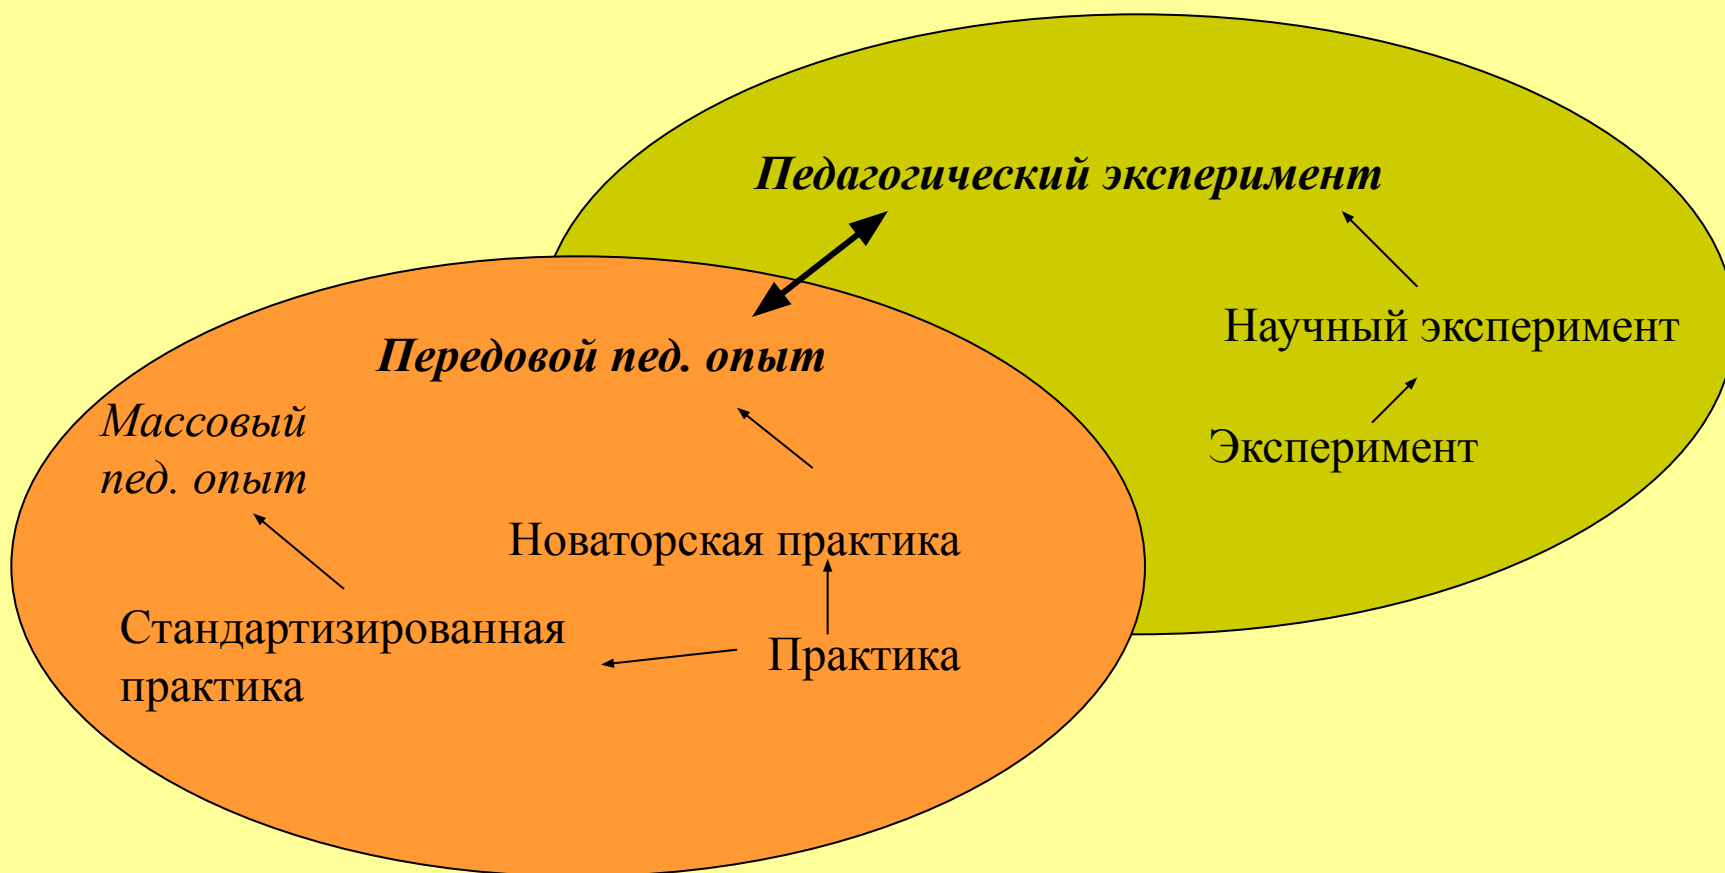 Педагогический эксперимент
Научный эксперимент
Передовой пед. опыт
Массовый
пед. опыт
Эксперимент
Новаторская практика
Стандартизированная
практика
Практика